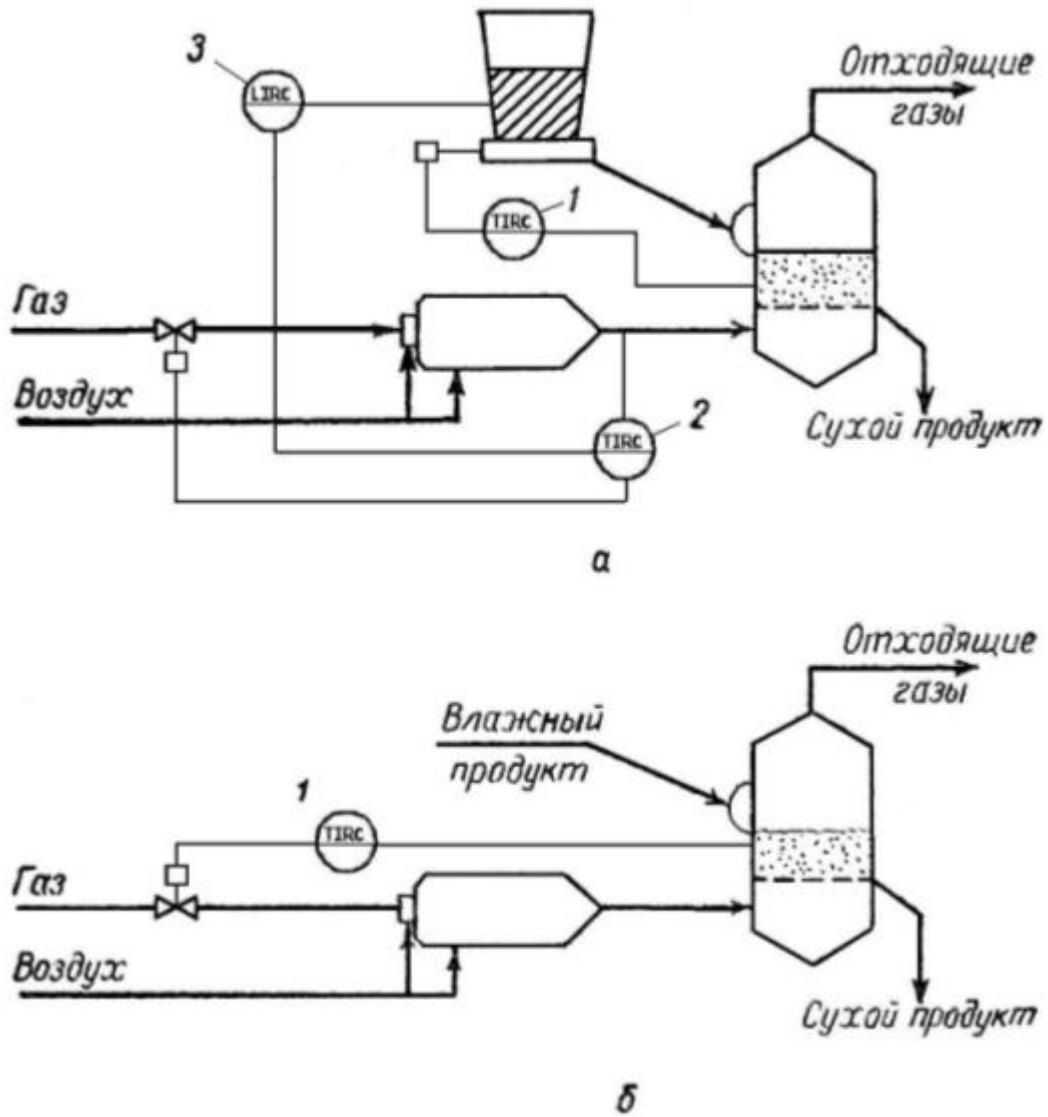 3
LIRC
Отходящие
газы
1
TIRC
Газ
Воздух
2
TIRC
Сухой продукт
а
Отходящие
газы
Влажный
продукт
1
TIRC
Газ
Воздух
Сухой продукт
б